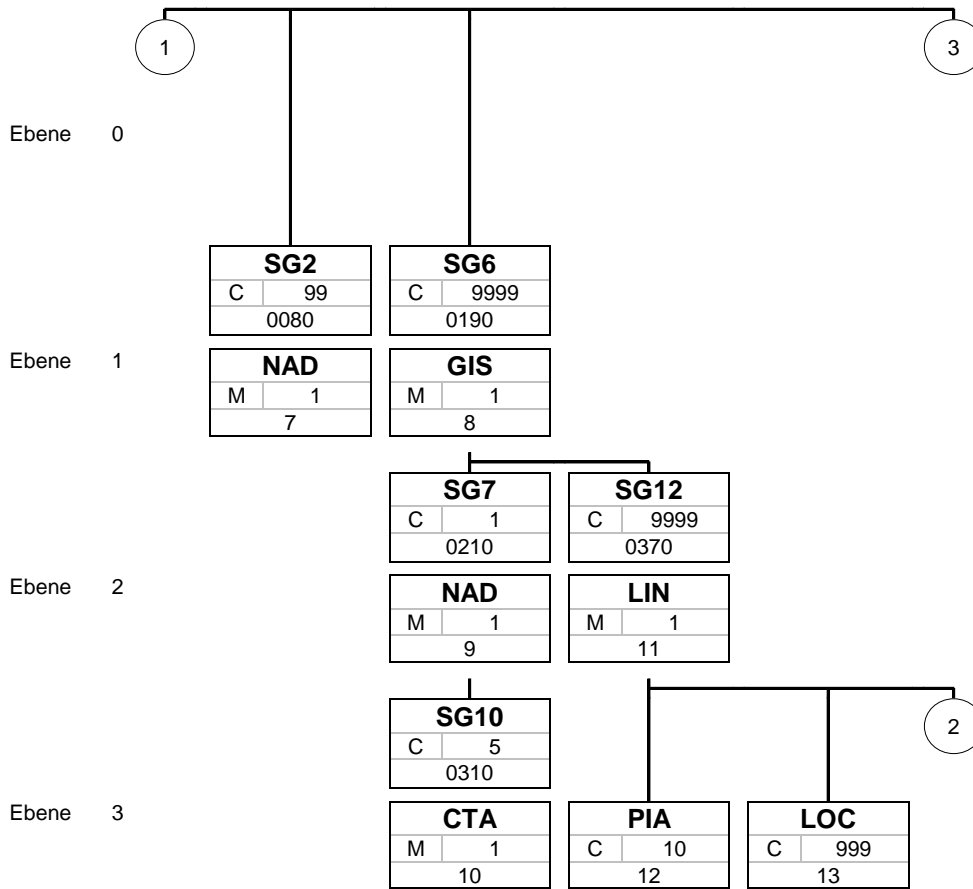 1 3
Ebene 0
SG2 SG6
C 99 C 9999
0080 0190
Ebene 1 NAD GIS
M 1 M 1
7 8
SG7 SG12
C 1 C 9999
0210 0370
Ebene 2 NAD LIN
M 1 M 1
9 11
SG10 2
C 5
0310
Ebene 3 CTA PIA LOC
M 1 C 10 C 999
10 12 13